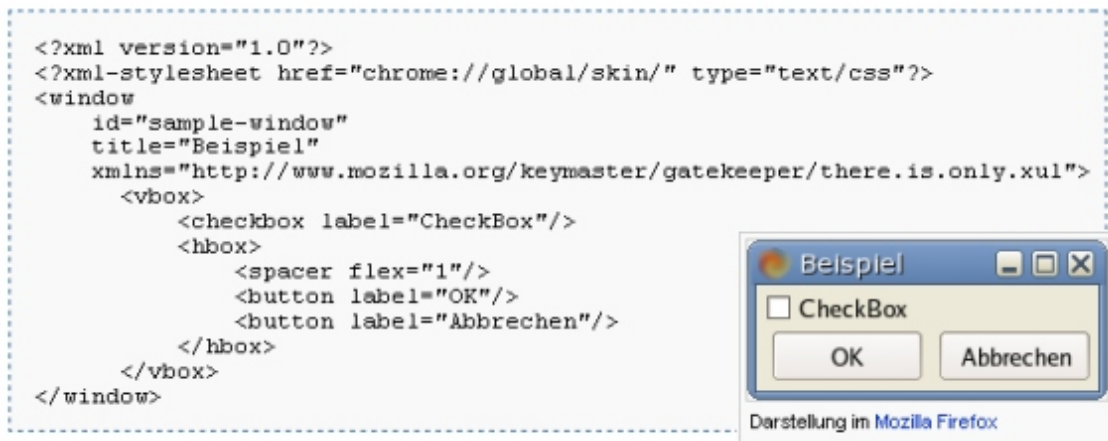 <?xml version="1.0"?>
<?xml-stylesheet href="chrome://global/skin/" type="text/css"?>
<window
    id="sample-window"
    title="Beispiel"
    xmlns="http://www.mozilla.org/keymaster/gatekeeper/there.is.only.xul">
      <vbox>
          <checkbox label="CheckBox"/>
          <hbox>
              <spacer flex="1"/>
              <button label="OK"/>
              <button label="Abbrechen"/>
          </hbox>
      </vbox>
</window>
Beispiel
CheckBox
OK Abbrechen
Darstellung im Mozilla Firefox